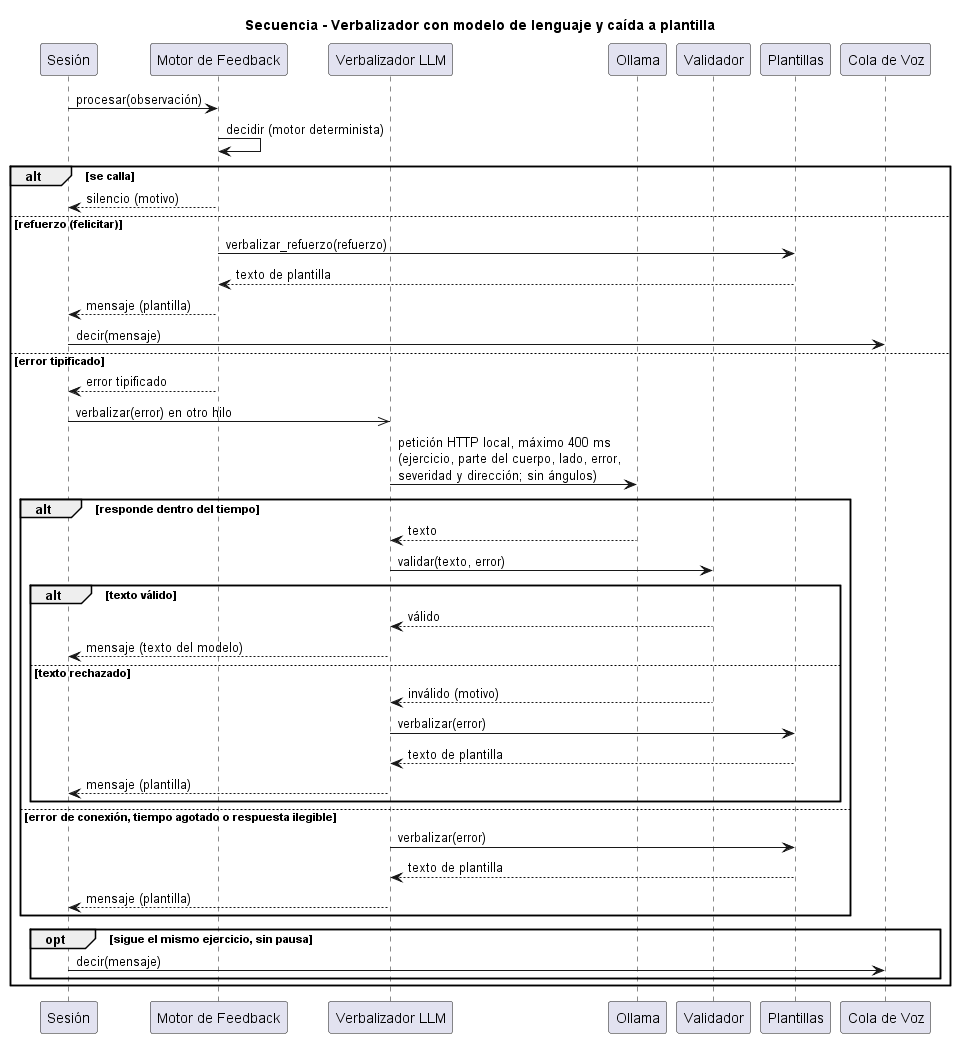 Secuencia - Verbalizador con modelo de lenguaje y caída a plantilla
Sesión
Motor de Feedback
Verbalizador LLM
Ollama
Validador
Plantillas
Cola de Voz
procesar(observación)
decidir (motor determinista)
alt [se calla]
silencio (motivo)
[refuerzo (felicitar)]
verbalizar_refuerzo(refuerzo)
texto de plantilla
mensaje (plantilla)
decir(mensaje)
[error tipificado]
error tipificado
verbalizar(error) en otro hilo
petición HTTP local, máximo 400 ms
(ejercicio, parte del cuerpo, lado, error,
severidad y dirección; sin ángulos)
alt [responde dentro del tiempo]
texto
validar(texto, error)
alt [texto válido]
válido
mensaje (texto del modelo)
[texto rechazado]
inválido (motivo)
verbalizar(error)
texto de plantilla
mensaje (plantilla)
[error de conexión, tiempo agotado o respuesta ilegible]
verbalizar(error)
texto de plantilla
mensaje (plantilla)
opt [sigue el mismo ejercicio, sin pausa]
decir(mensaje)
Sesión
Motor de Feedback
Verbalizador LLM
Ollama
Validador
Plantillas
Cola de Voz